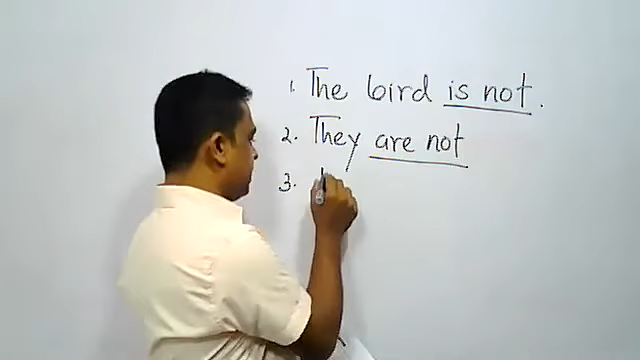 1. The bird is not.
2. They are not
3.